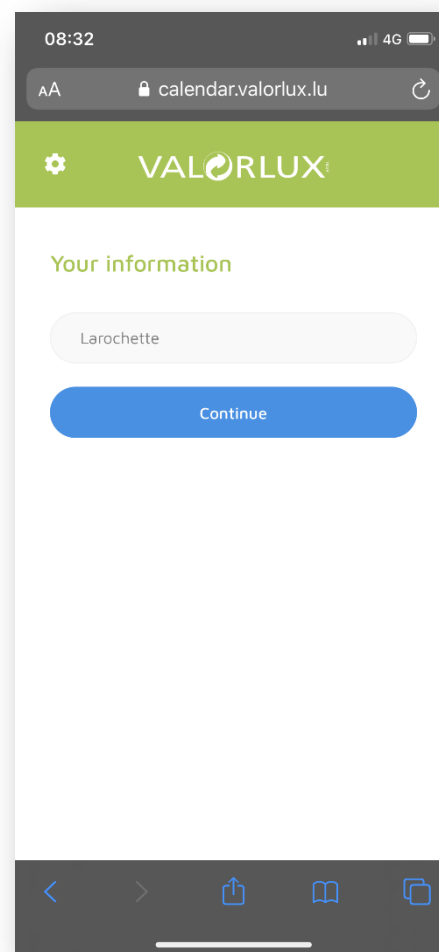 08:32
4G
AA
calendar.valorlux.lu
VALORLUX
Your information
Larochette
Continue